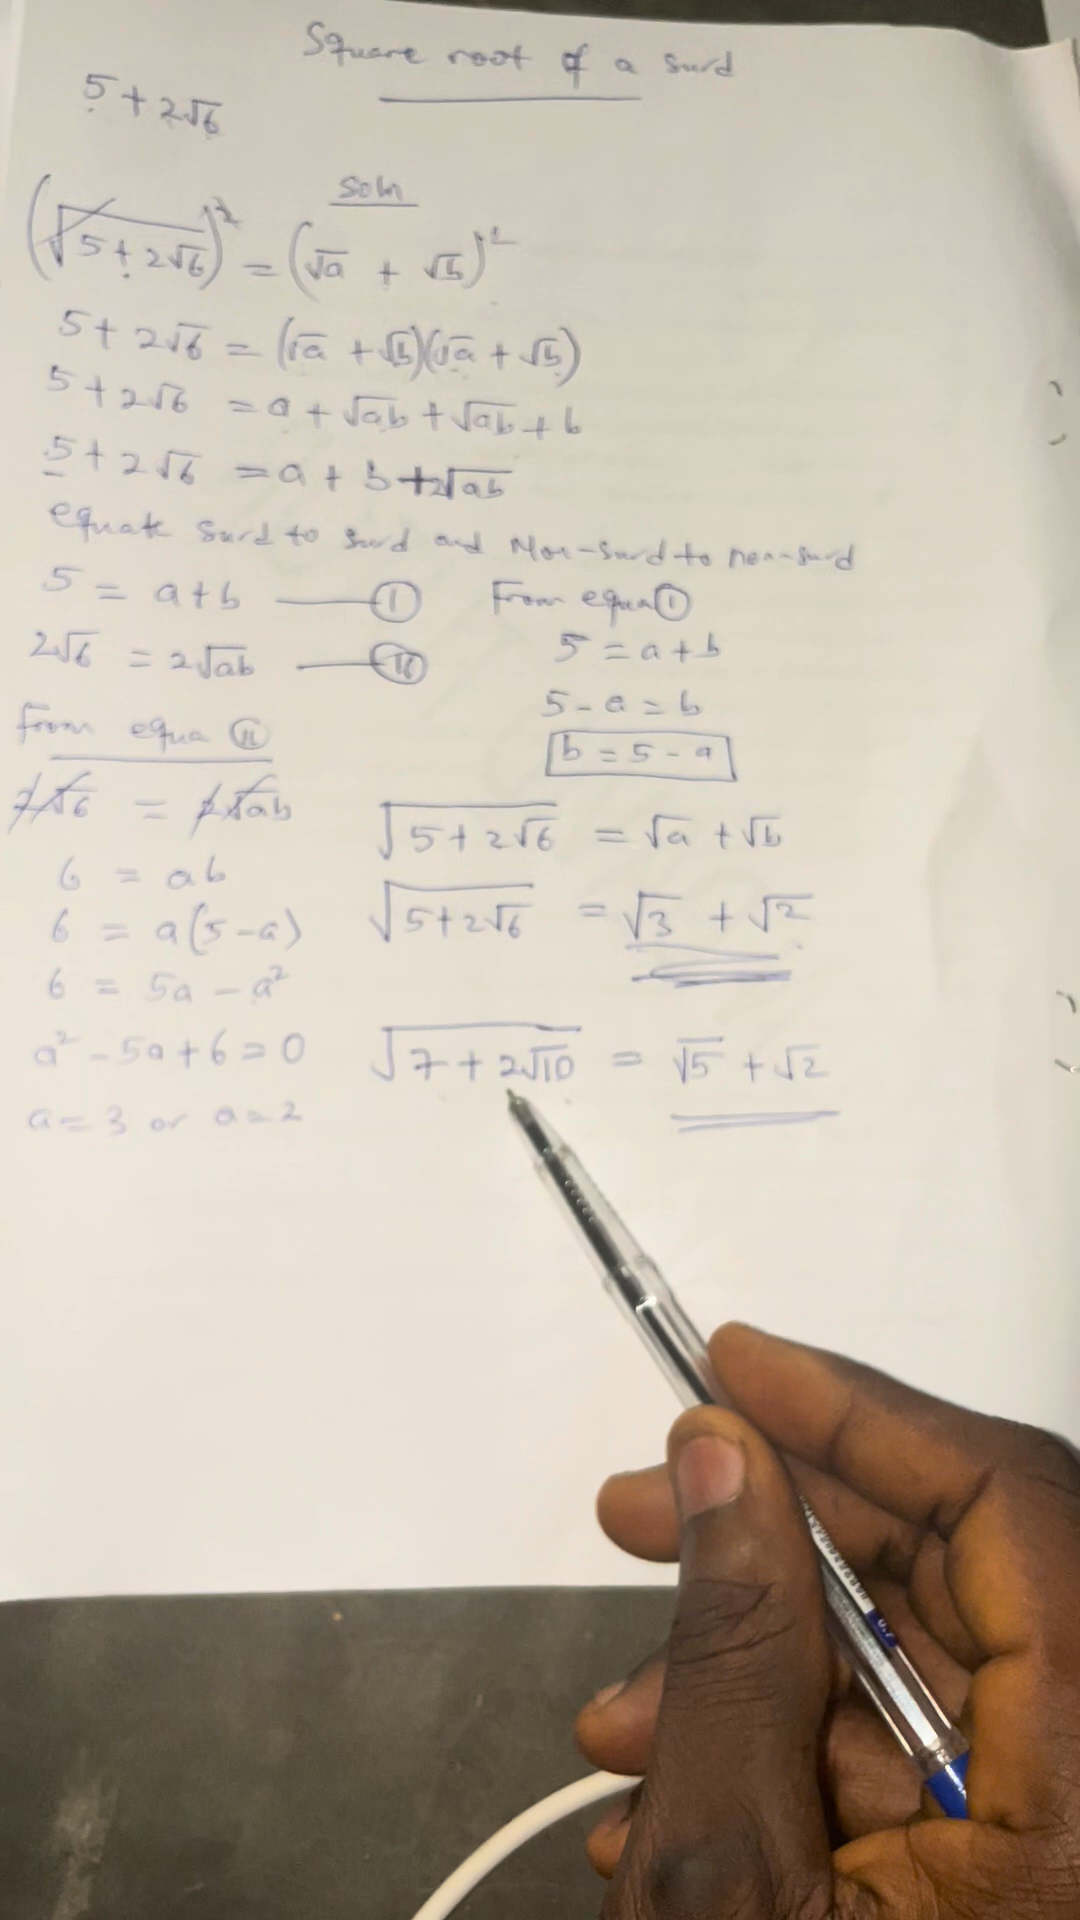 Square root of a surd
5 + 2√6
soln
(√(5 + 2√6))² = (√a + √b)²
5 + 2√6 = (√a + √b)(√a + √b)
5 + 2√6 = a + √ab + √ab + b
5 + 2√6 = a + b + 2√ab
equate surd to surd and Non-surd to non-surd
5 = a + b —— (I)
2√6 = 2√ab —— (II)
From equa (II)
2√6 = 2√ab
6 = ab
6 = a(5 - a)
6 = 5a - a²
a² - 5a + 6 = 0
a = 3 or a = 2
From equa (I)
5 = a + b
5 - a = b
b = 5 - a
√(5 + 2√6) = √a + √b
√(5 + 2√6) = √3 + √2
√(7 + 2√10) = √5 + √2
0.7